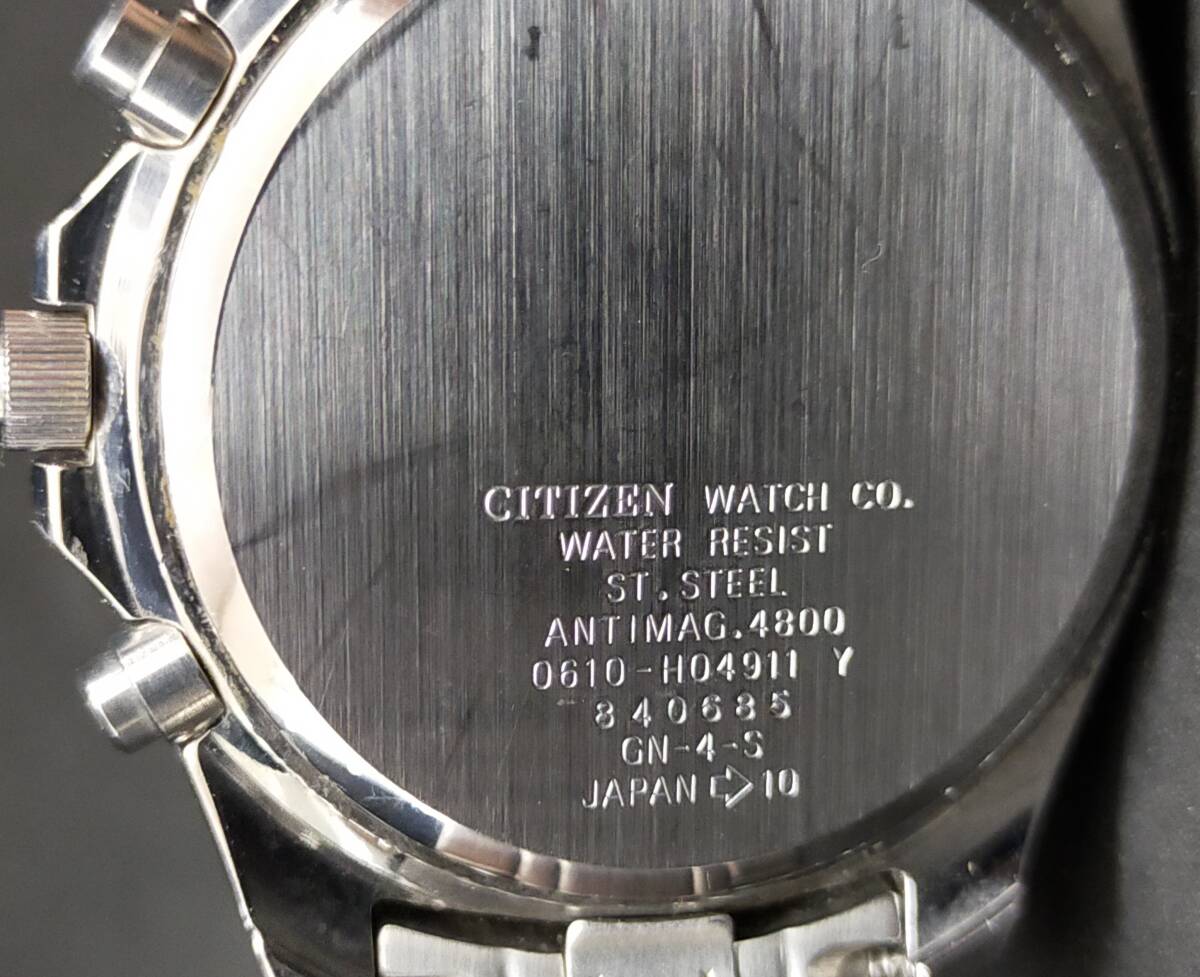 CITIZEN WATCH CO.
WATER RESIST
ST. STEEL
ANTIMAG.4800
0610-H04911 Y
840685
GN-4-S
JAPAN ⇨10